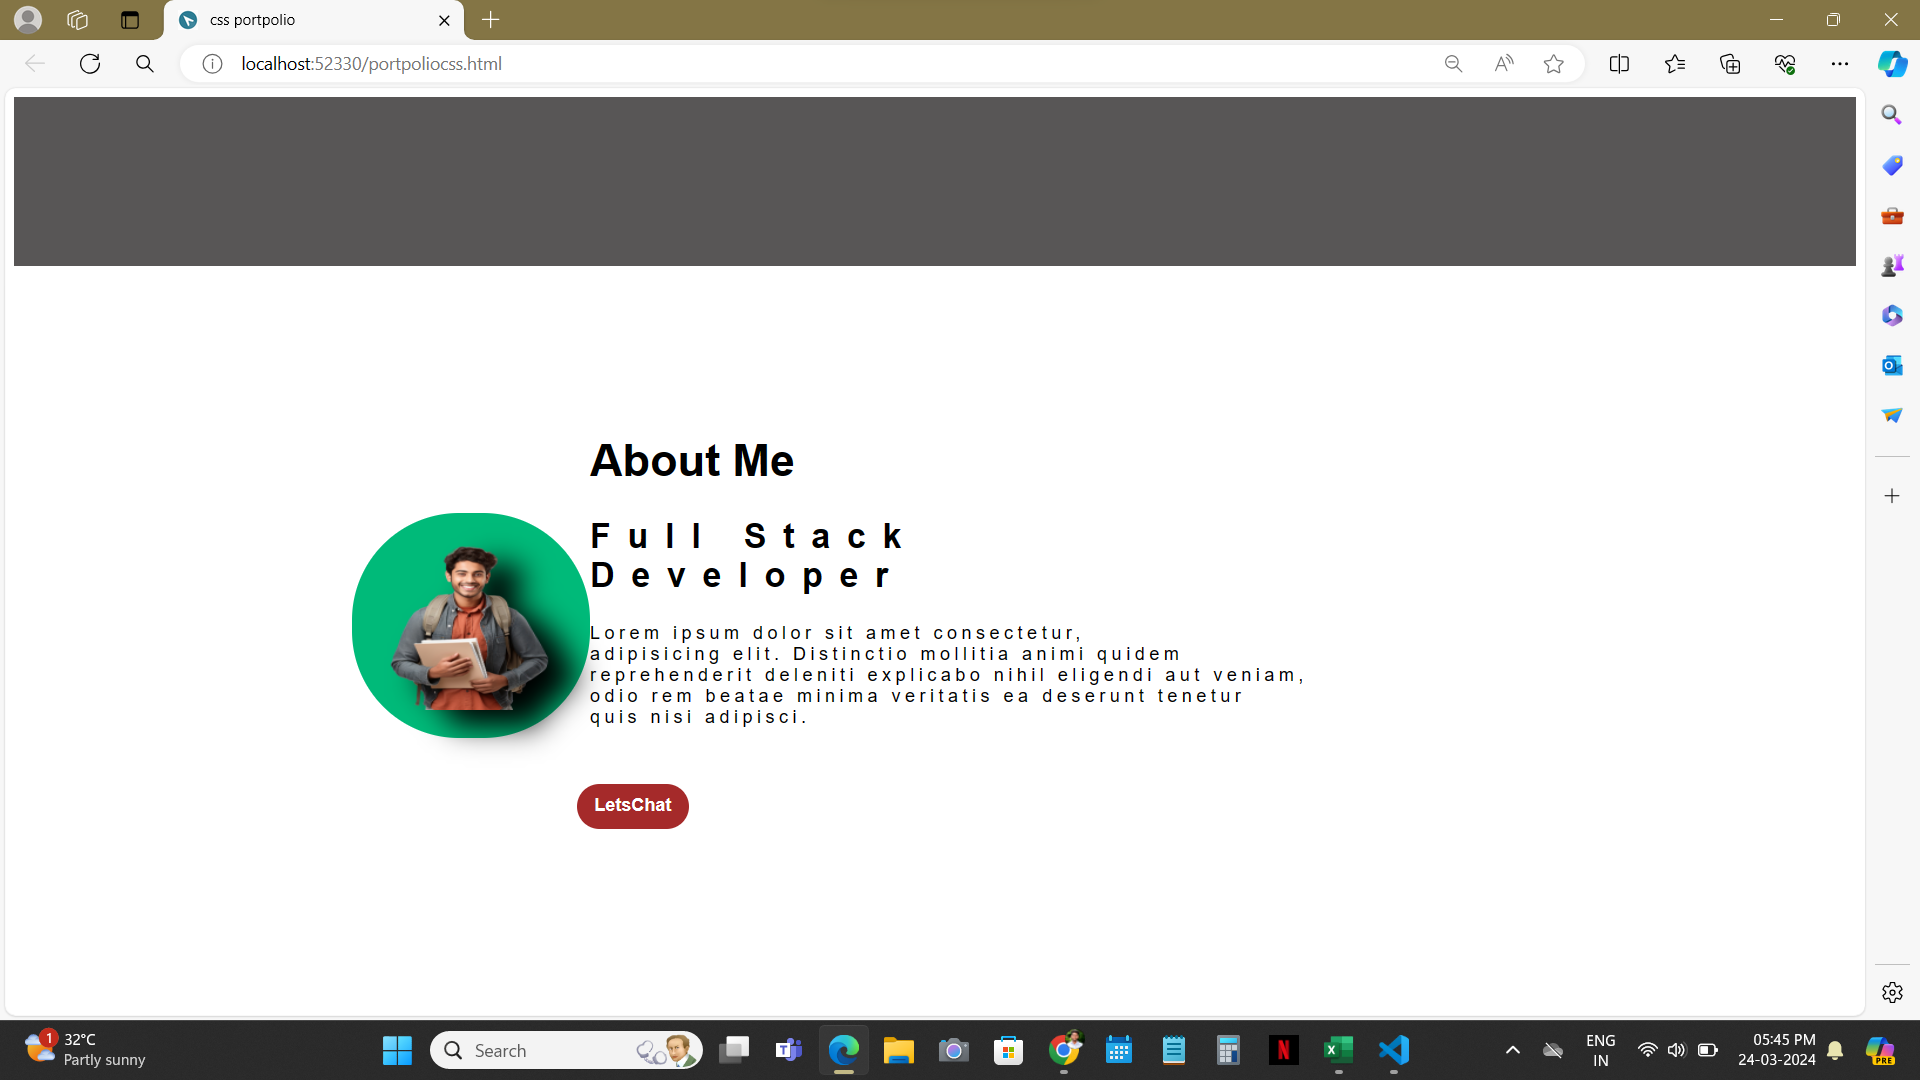 css portpolio
localhost:52330/portpoliocss.html
About Me
Full Stack
Developer
Lorem ipsum dolor sit amet consectetur,
adipisicing elit. Distinctio mollitia animi quidem
reprehenderit deleniti explicabo nihil eligendi aut veniam,
odio rem beatae minima veritatis ea deserunt tenetur
quis nisi adipisci.
LetsChat
1
32°C
Partly sunny
Search
ENG
IN
05:45 PM
24-03-2024
PRE